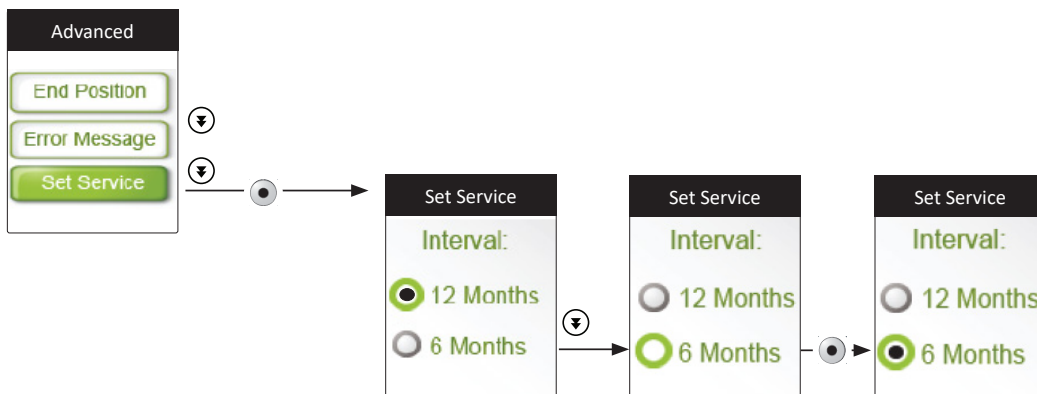 Advanced
End Position
Error Message
Set Service
Set Service
Interval:
12 Months
6 Months
Set Service
Interval:
12 Months
6 Months
Set Service
Interval:
12 Months
6 Months